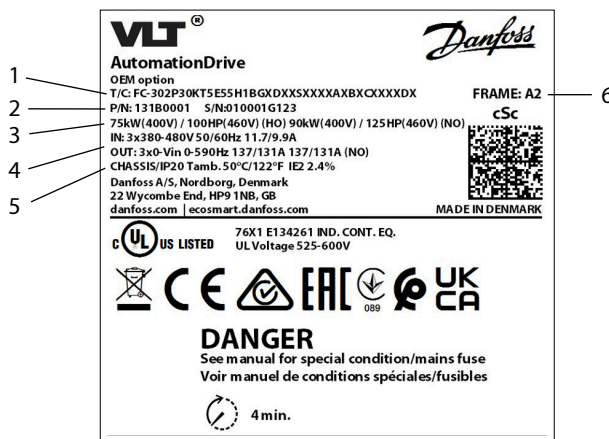 VLT®
Danfoss
AutomationDrive
OEM option
1
T/C: FC-302P30KT5E55H1BGXDXXSXXXXAXBXCXXXXDX
FRAME: A2
6
2
P/N: 131B0001 S/N:010001G123
cSc
3
75kW(400V) / 100HP(460V) (HO) 90kW(400V) / 125HP(460V) (NO)
IN: 3x380-480V 50/60Hz 11.7/9.9A
4
OUT: 3x0-Vin 0-590Hz 137/131A 137/131A (NO)
5
CHASSIS/IP20 Tamb. 50°C/122°F IE2 2.4%
Danfoss A/S, Nordborg, Denmark
22 Wycombe End, HP9 1NB, GB
danfoss.com | ecosmart.danfoss.com
MADE IN DENMARK
C UL US LISTED
76X1 E134261 IND. CONT. EQ.
UL Voltage 525-600V
CE
EAC
089
UK
CA
DANGER
See manual for special condition/mains fuse
Voir manuel de conditions spéciales/fusibles
4 min.